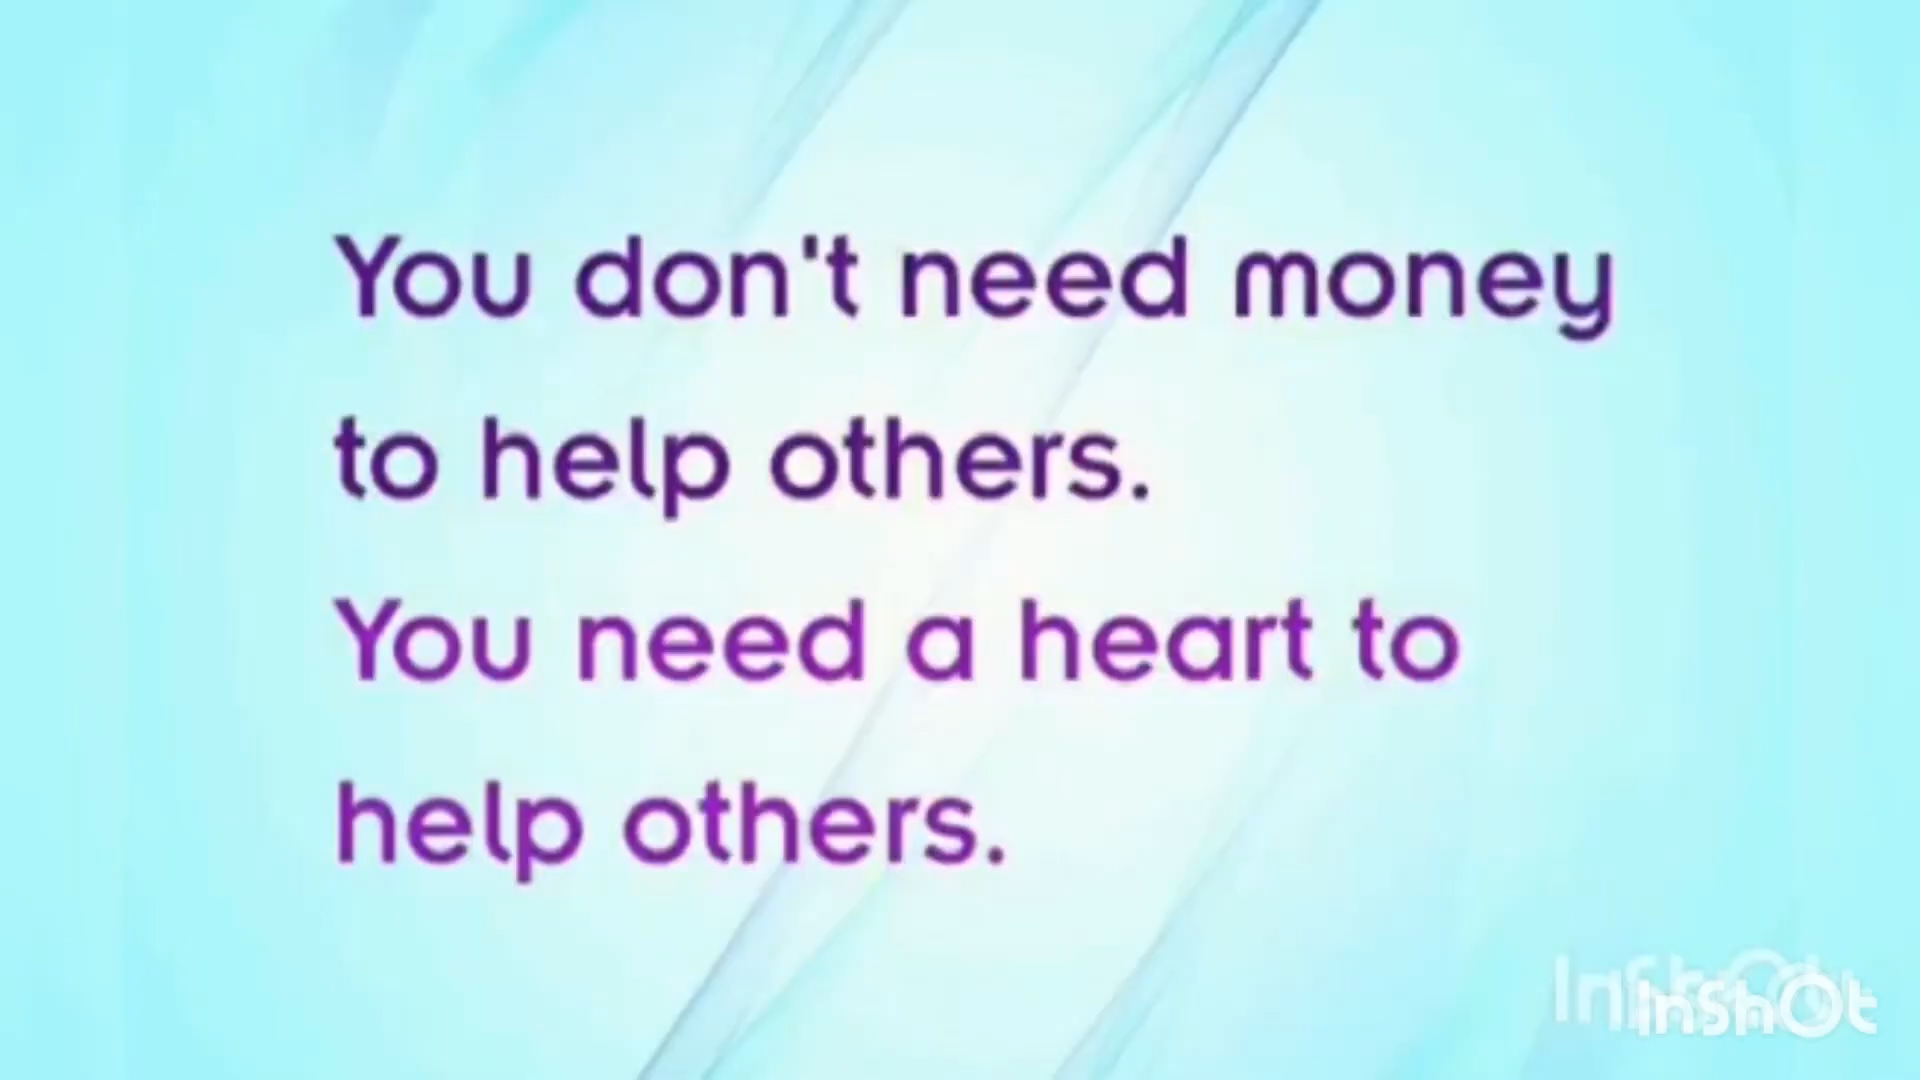 You don't need money
to help others.
You need a heart to
help others.
InShOt